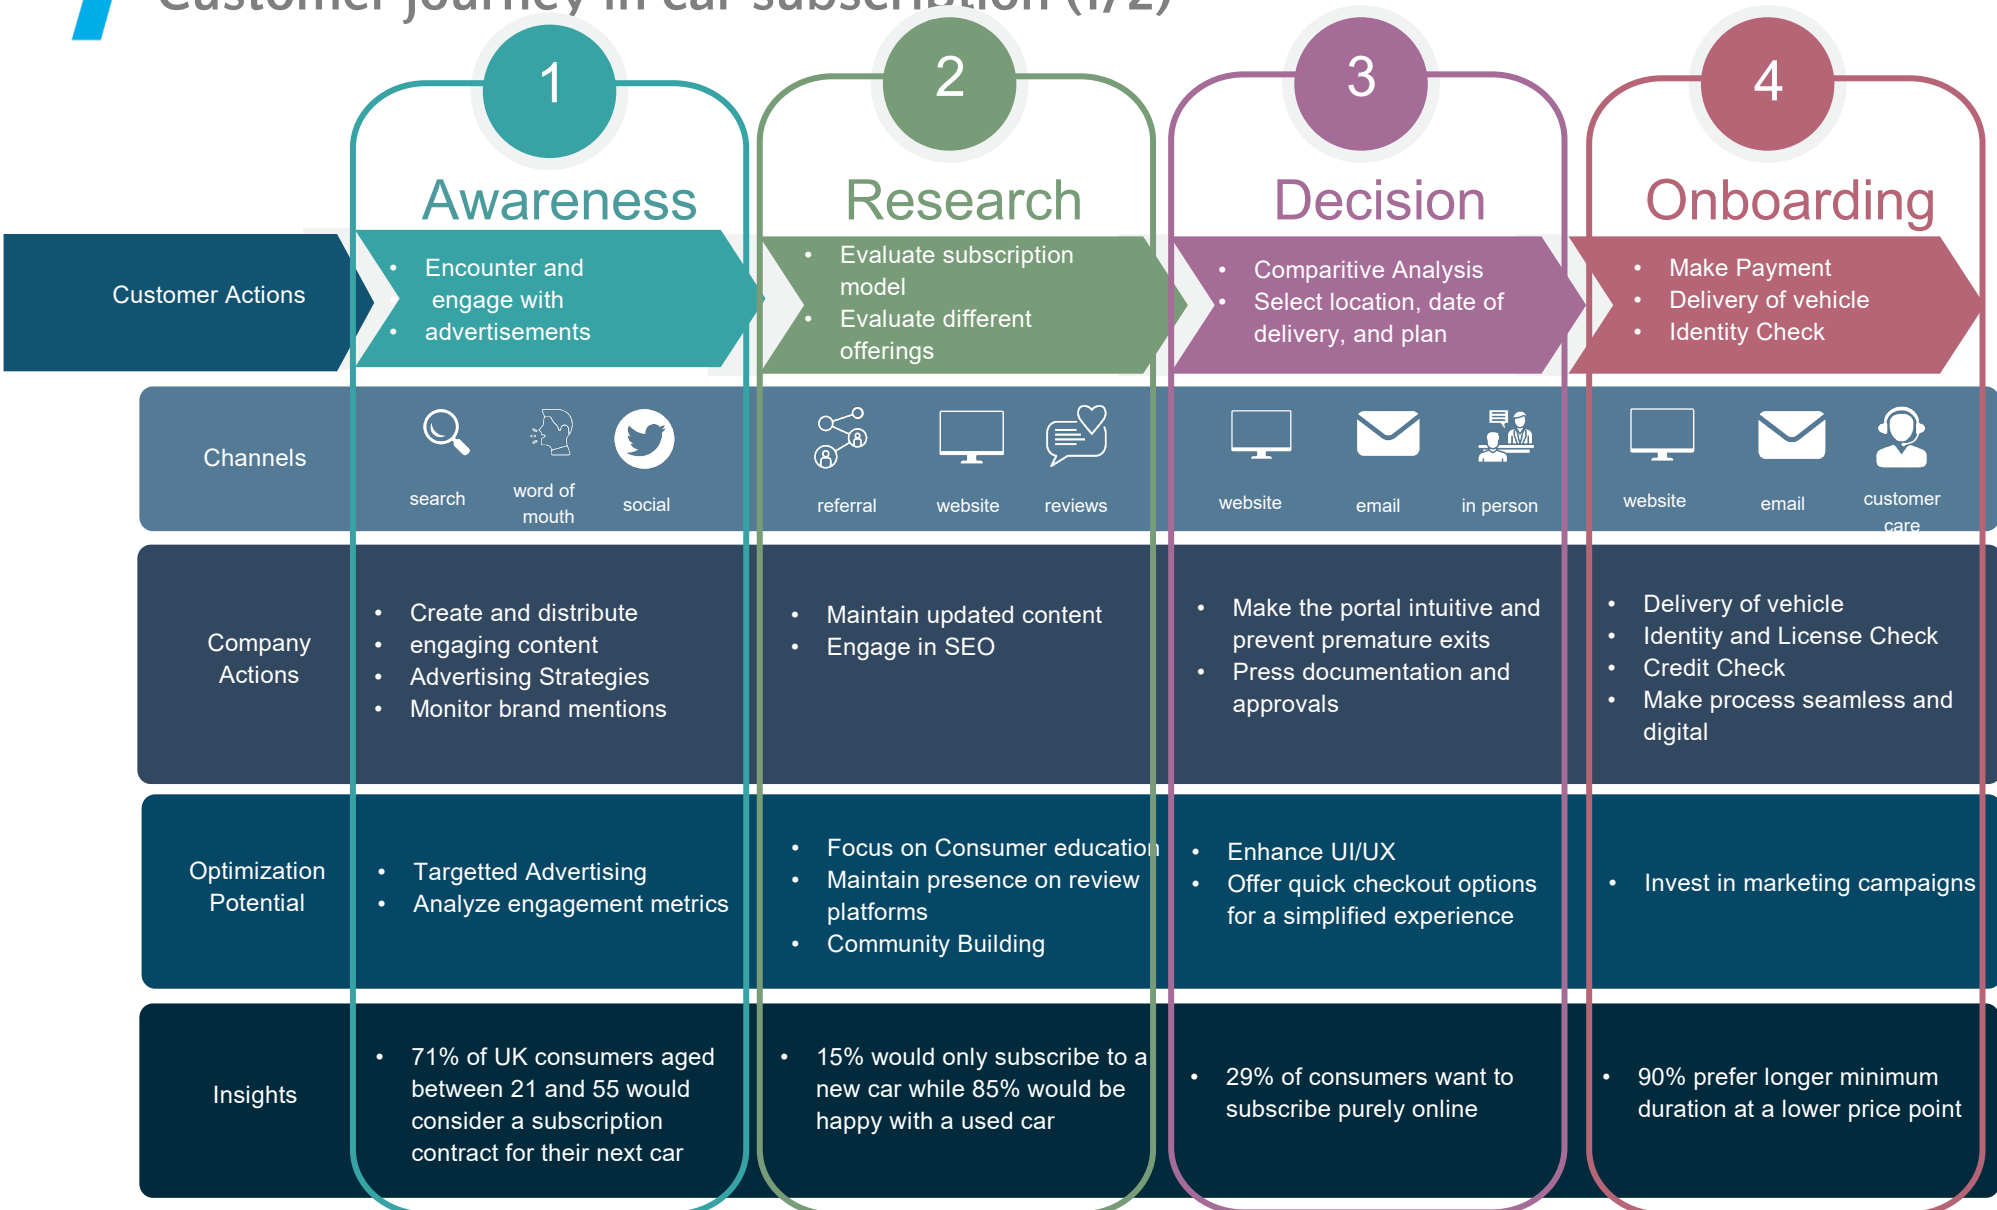 Customer journey in car subscription (1/2)
1
2
3
4
Awareness
Research
Decision
Onboarding
Customer Actions
• Encounter and
engage with
• advertisements
• Evaluate subscription
model
• Evaluate different
offerings
• Comparitive Analysis
• Select location, date of
delivery, and plan
• Make Payment
• Delivery of vehicle
• Identity Check
Channels
search
word of
mouth
social
referral
website
reviews
website
email
in person
website
email
customer
care
Company
Actions
• Create and distribute
• engaging content
• Advertising Strategies
• Monitor brand mentions
• Maintain updated content
• Engage in SEO
• Make the portal intuitive and
prevent premature exits
• Press documentation and
approvals
• Delivery of vehicle
• Identity and License Check
• Credit Check
• Make process seamless and
digital
Optimization
Potential
• Targetted Advertising
• Analyze engagement metrics
• Focus on Consumer education
• Maintain presence on review
platforms
• Community Building
• Enhance UI/UX
• Offer quick checkout options
for a simplified experience
• Invest in marketing campaigns
Insights
• 71% of UK consumers aged
between 21 and 55 would
consider a subscription
contract for their next car
• 15% would only subscribe to a
new car while 85% would be
happy with a used car
• 29% of consumers want to
subscribe purely online
• 90% prefer longer minimum
duration at a lower price point